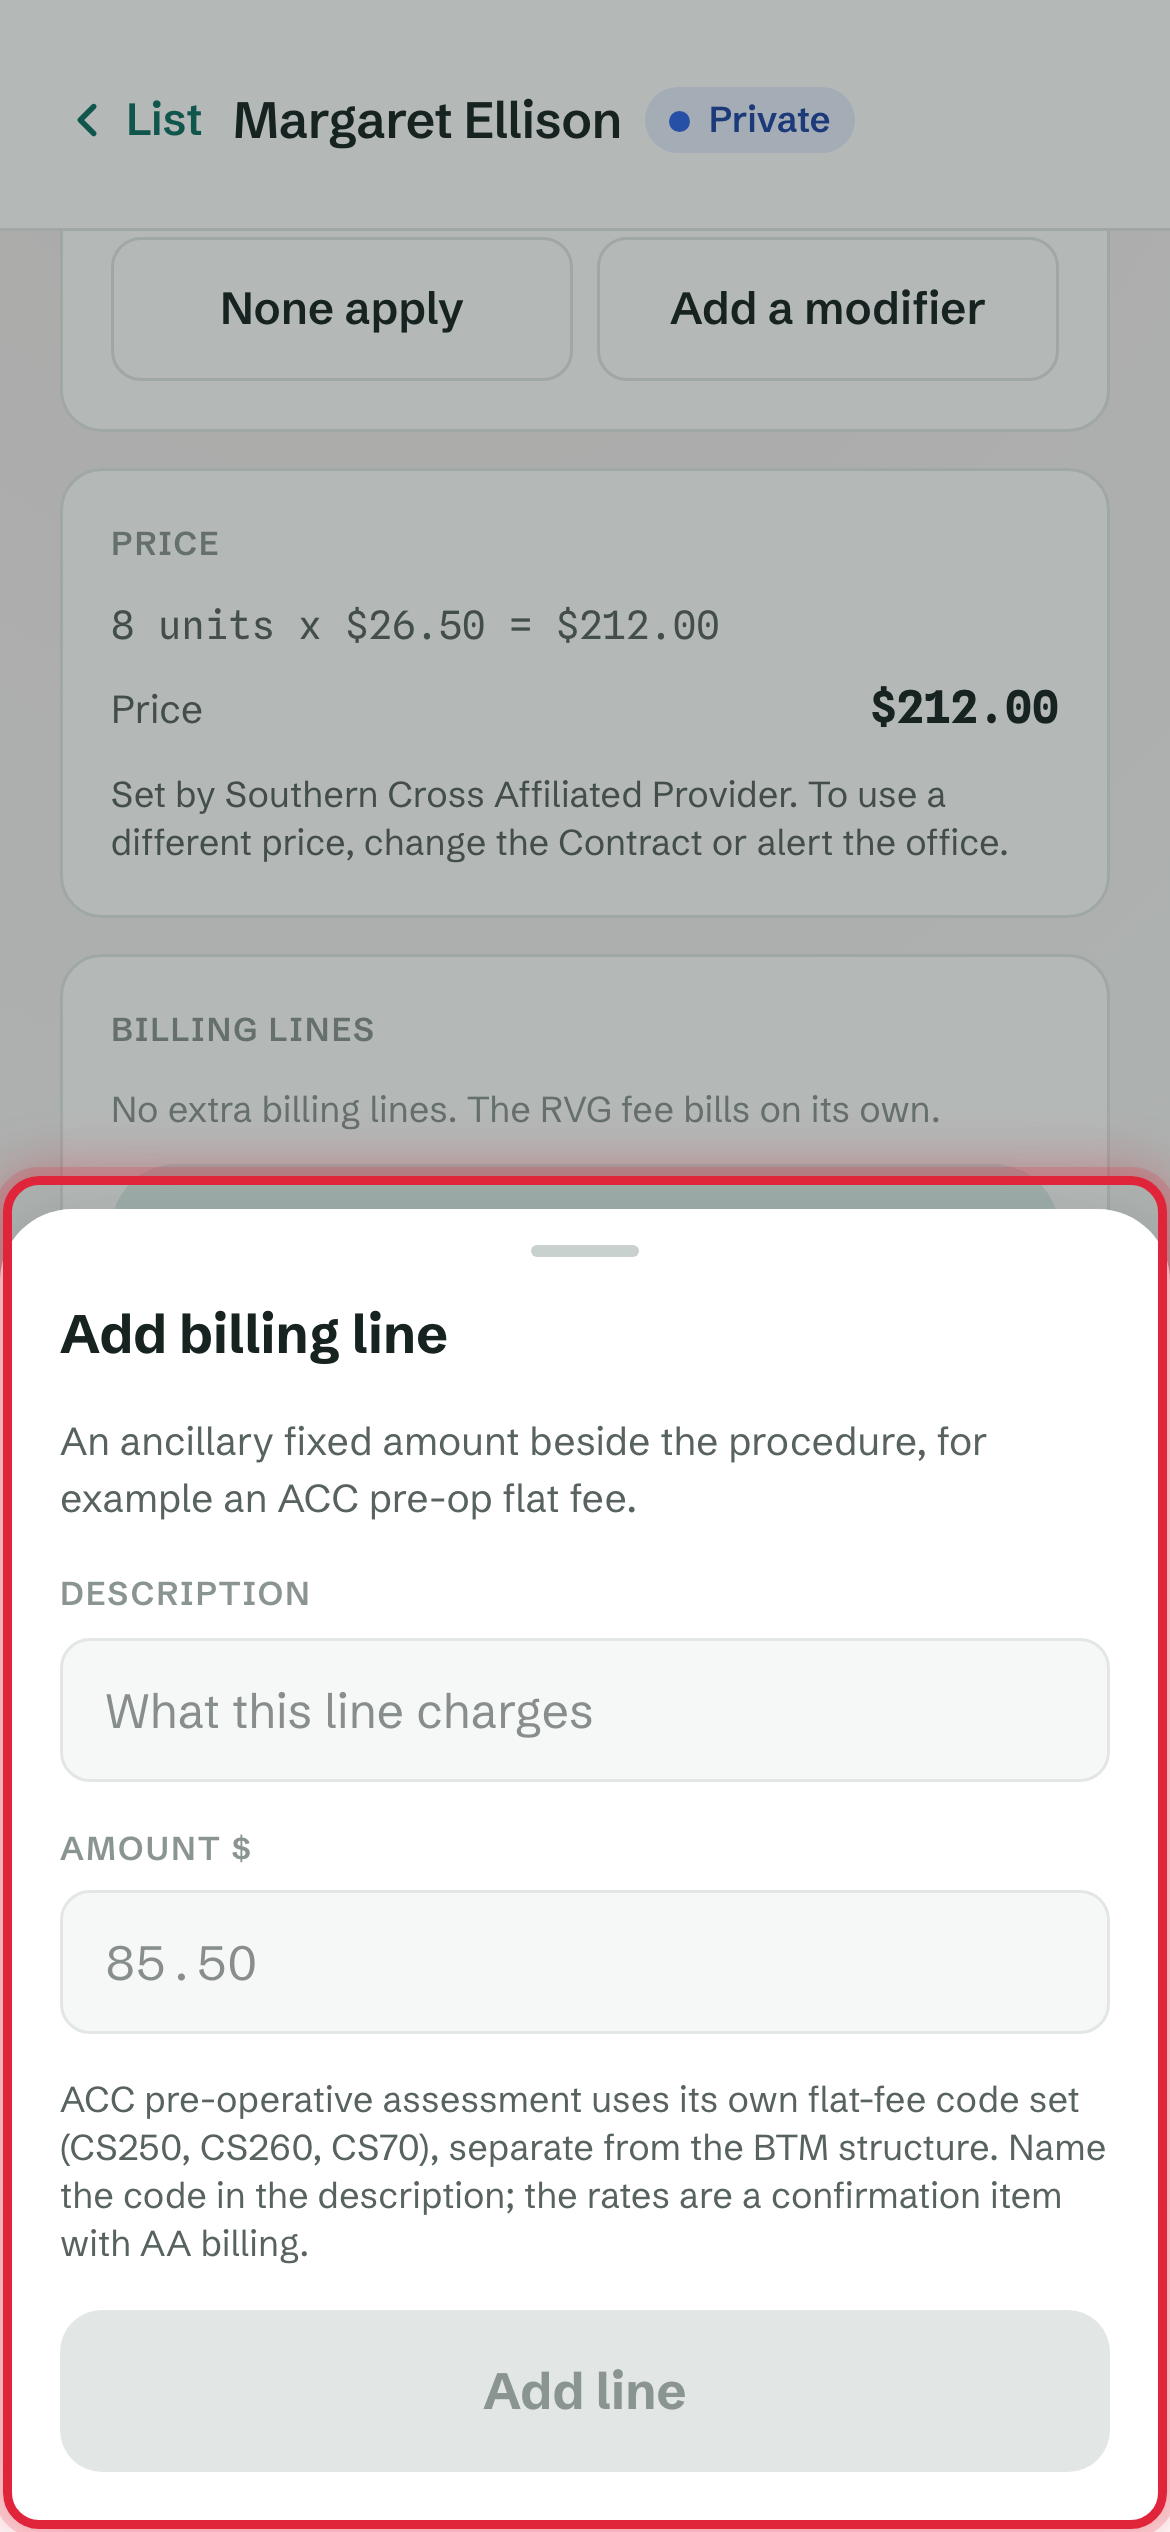 List Margaret Ellison Private
None apply Add a modifier
PRICE
8 units x $26.50 = $212.00
Price $212.00
Set by Southern Cross Affiliated Provider. To use a
different price, change the Contract or alert the office.
BILLING LINES
No extra billing lines. The RVG fee bills on its own.
Add billing line
An ancillary fixed amount beside the procedure, for
example an ACC pre-op flat fee.
DESCRIPTION
What this line charges
AMOUNT $
85.50
ACC pre-operative assessment uses its own flat-fee code set
(CS250, CS260, CS70), separate from the BTM structure. Name
the code in the description; the rates are a confirmation item
with AA billing.
Add line